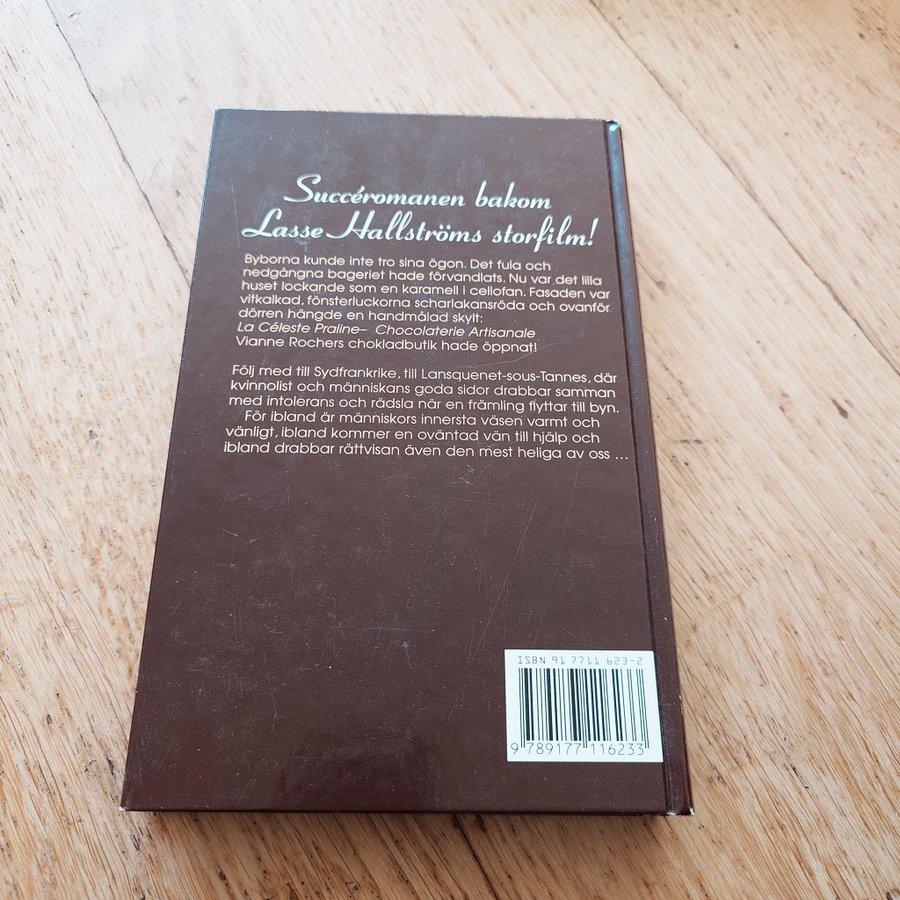 Succéromanen bakom
Lasse Hallströms storfilm!
Byborna kunde inte tro sina ögon. Det fula och
nedgångna bageriet hade förvandlats. Nu var det lilla
huset lockande som en karamell i cellofan. Fasaden var
vitkalkad, fönsterluckorna scharlakansröda och ovanför
dörren hängde en handmålad skylt:
La Céleste Praline– Chocolaterie Artisanale
Vianne Rochers chokladbutik hade öppnat!
Följ med till Sydfrankrike, till Lansquenet-sous-Tannes, där
kvinnolist och människans goda sidor drabbar samman
med intolerans och rädsla när en främling flyttar till byn.
För ibland är människors innersta väsen varmt och
vänligt, ibland kommer en oväntad vän till hjälp och
ibland drabbar rättvisan även den mest heliga av oss ...
ISBN 91 7711 623-2
9 789177 116233